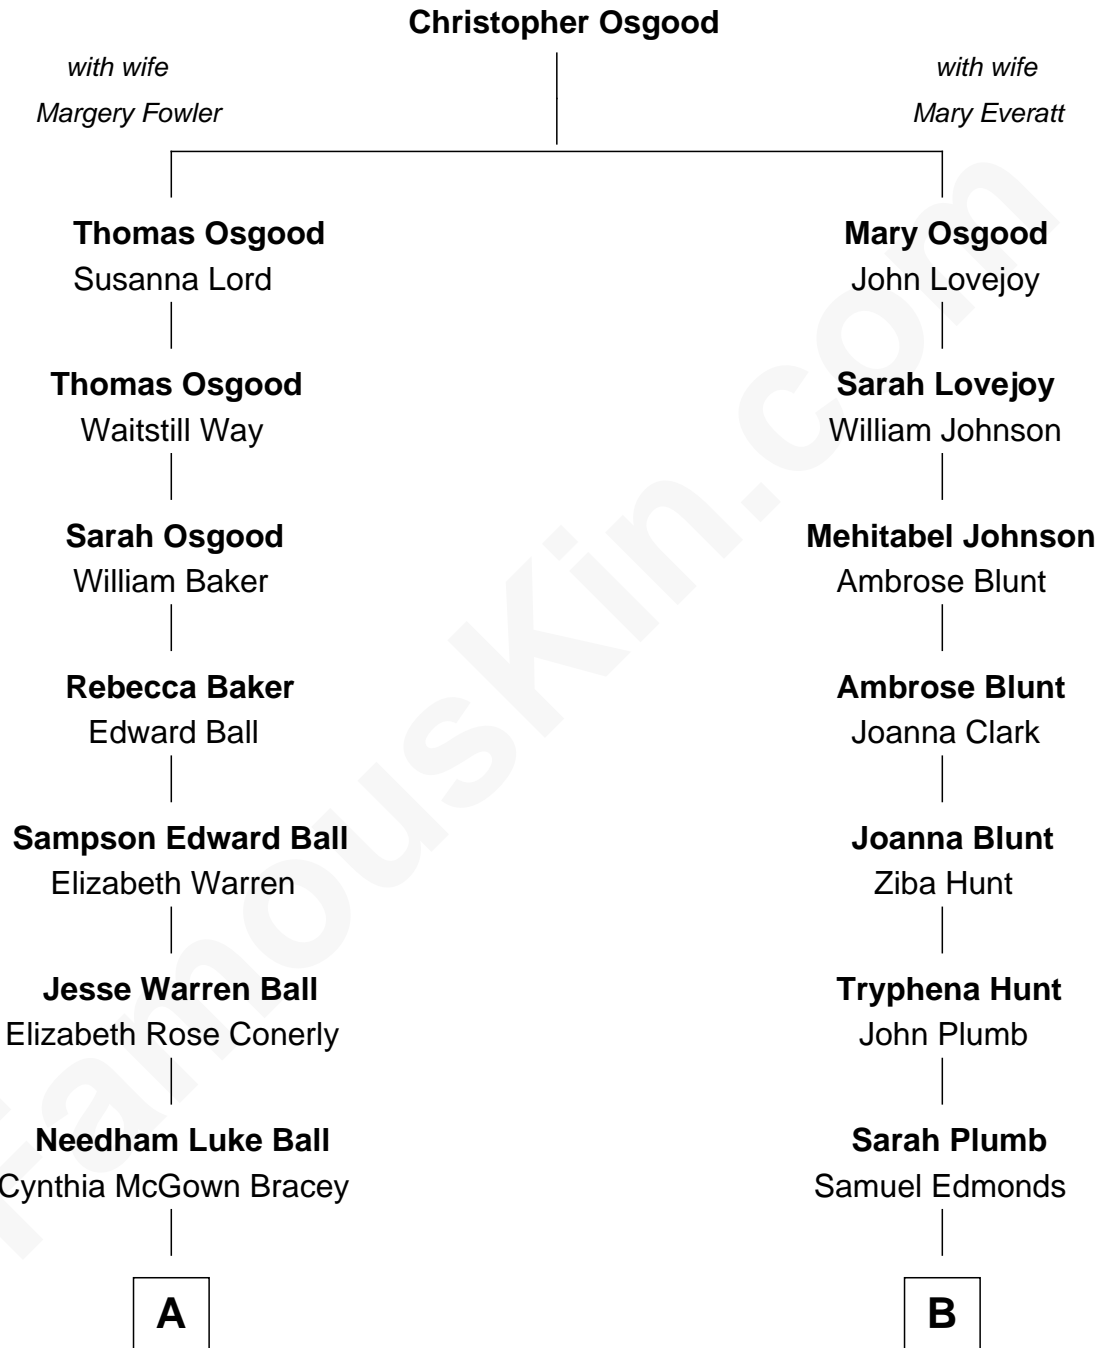 Christopher Osgood
with wife
Margery Fowler
with wife
Mary Everatt
Thomas Osgood
Susanna Lord
Mary Osgood
John Lovejoy
Thomas Osgood
Waitstill Way
Sarah Lovejoy
William Johnson
Sarah Osgood
William Baker
Mehitabel Johnson
Ambrose Blunt
Rebecca Baker
Edward Ball
Ambrose Blunt
Joanna Clark
Sampson Edward Ball
Elizabeth Warren
Joanna Blunt
Ziba Hunt
Jesse Warren Ball
Elizabeth Rose Conerly
Tryphena Hunt
John Plumb
Needham Luke Ball
Cynthia McGown Bracey
Sarah Plumb
Samuel Edmonds
A
B
FamousKin.com